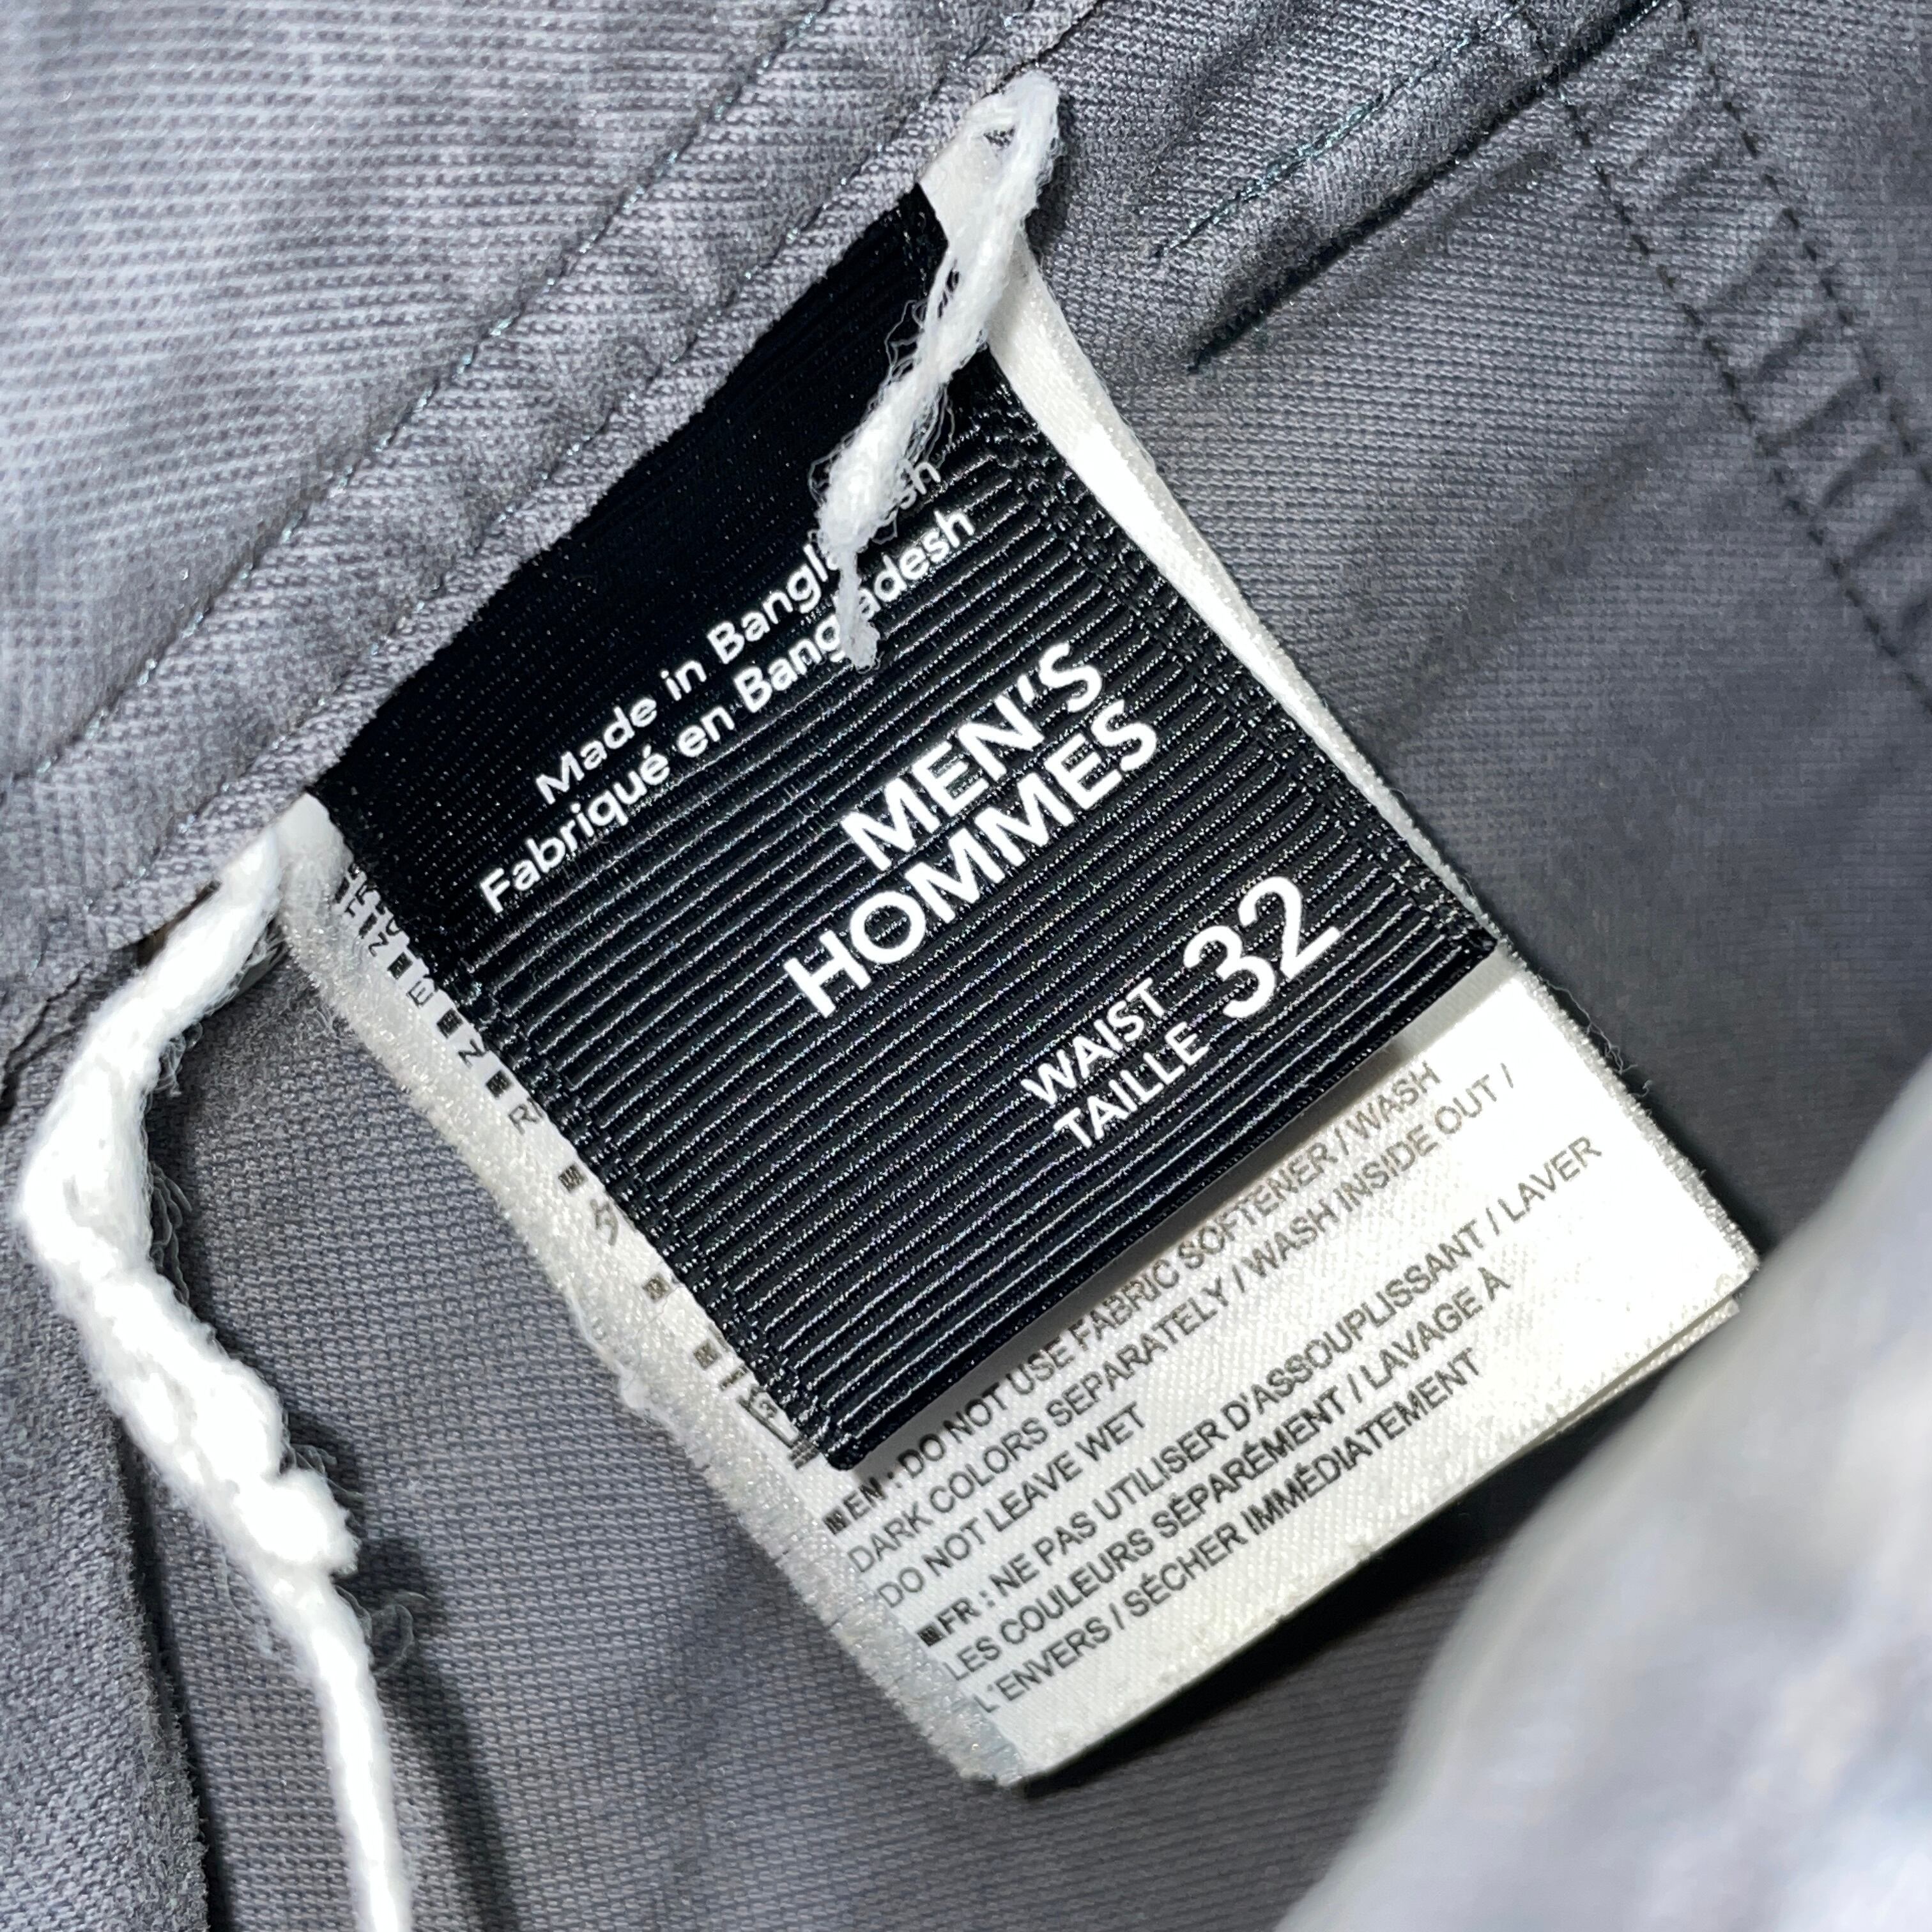 Made in Bangladesh
Fabriqué en Bangladesh
MEN'S
HOMMES
WAIST
TAILLE
32
EN : DO NOT USE FABRIC SOFTENER / WASH
DARK COLORS SEPARATELY / WASH INSIDE OUT /
DO NOT LEAVE WET
FR : NE PAS UTILISER D'ASSOUPLISSANT / LAVER
LES COULEURS SÉPARÉMENT / LAVAGE À
L'ENVERS / SÉCHER IMMÉDIATEMENT